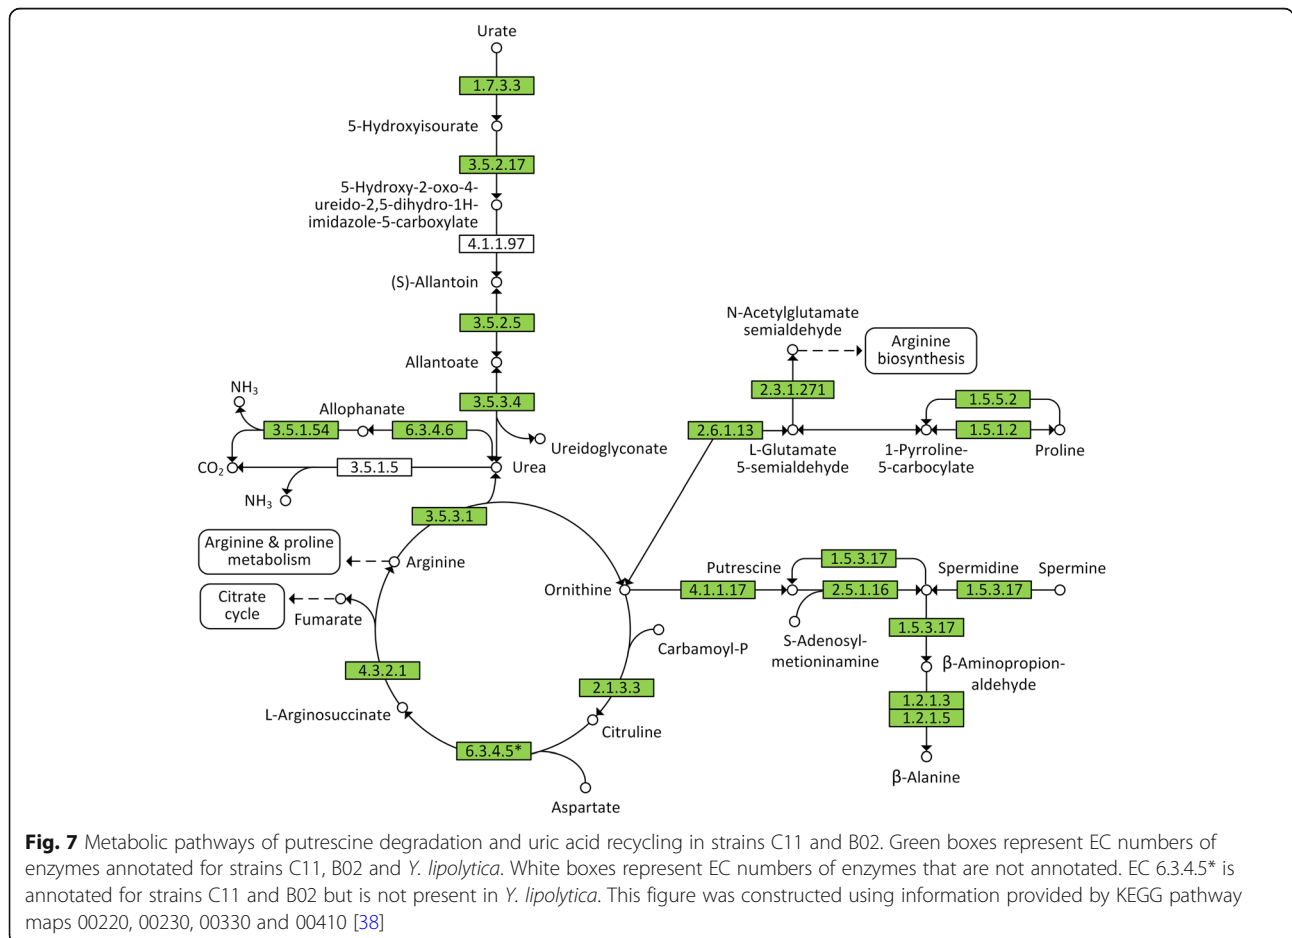 Urate
1.7.3.3
5-Hydroxyisourate
3.5.2.17
5-Hydroxy-2-oxo-4-
ureido-2,5-dihydro-1H-
imidazole-5-carboxylate
4.1.1.97
(S)-Allantoin
3.5.2.5
Allantoate
3.5.3.4
Ureidoglyconate
NH3
Allophanate
3.5.1.54
6.3.4.6
CO2
3.5.1.5
Urea
NH3
N-Acetylglutamate
semialdehyde
Arginine
biosynthesis
2.3.1.271
1.5.5.2
2.6.1.13
1.5.1.2
L-Glutamate
5-semialdehyde
1-Pyrroline-
5-carbocylate
Proline
3.5.3.1
Arginine & proline
metabolism
Arginine
Citrate
cycle
Fumarate
Ornithine
4.1.1.17
Putrescine
1.5.3.17
2.5.1.16
Spermidine
1.5.3.17
Spermine
S-Adenosyl-
metioninamine
1.5.3.17
β-Aminopropion-
aldehyde
1.2.1.3
1.2.1.5
β-Alanine
Carbamoyl-P
2.1.3.3
Citruline
4.3.2.1
L-Arginosuccinate
6.3.4.5*
Aspartate
Fig. 7 Metabolic pathways of putrescine degradation and uric acid recycling in strains C11 and B02. Green boxes represent EC numbers of
enzymes annotated for strains C11, B02 and Y. lipolytica. White boxes represent EC numbers of enzymes that are not annotated. EC 6.3.4.5* is
annotated for strains C11 and B02 but is not present in Y. lipolytica. This figure was constructed using information provided by KEGG pathway
maps 00220, 00230, 00330 and 00410 [38]